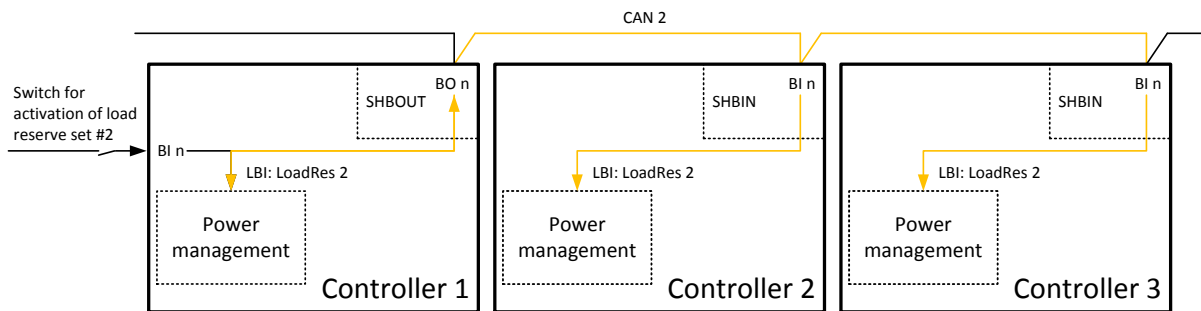 CAN 2
Switch for
activation of load
reserve set #2
BI n
SHBOUT
BO n
LBI: LoadRes 2
Power
management
Controller 1
SHBIN
BI n
LBI: LoadRes 2
Power
management
Controller 2
SHBIN
BI n
LBI: LoadRes 2
Power
management
Controller 3